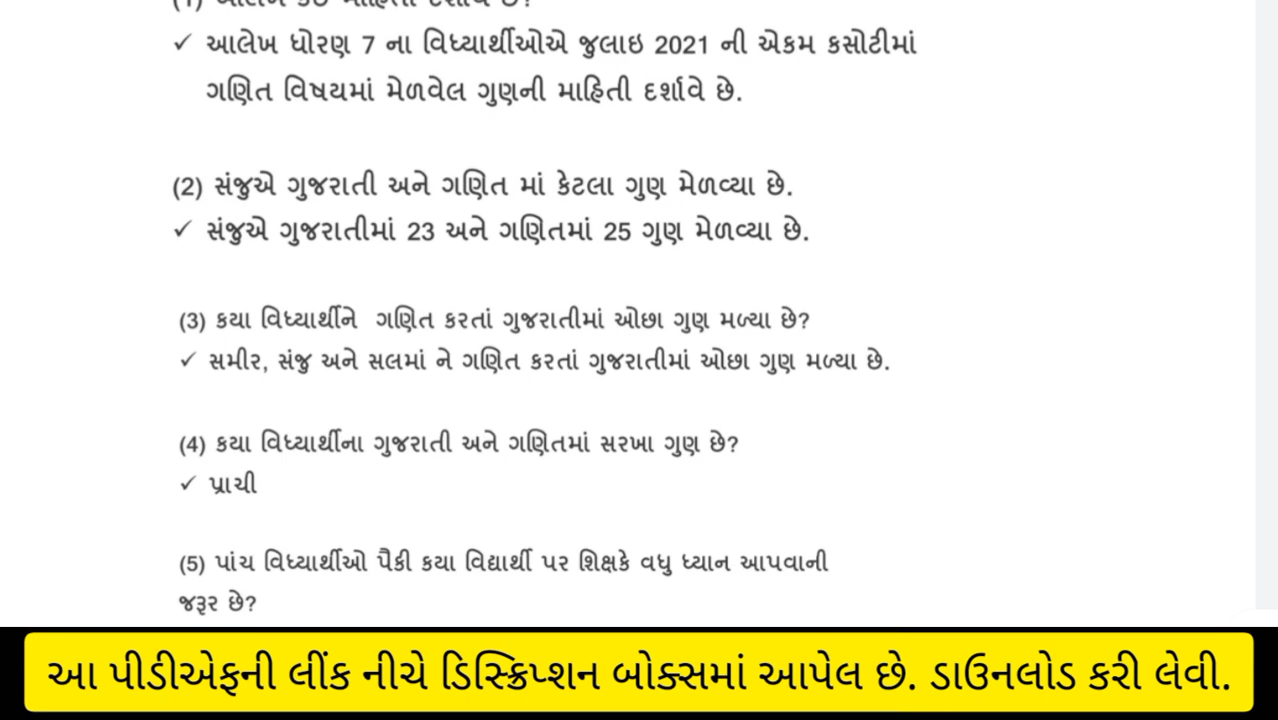 ✓ આલેખ ધોરણ 7 ના વિધ્યાર્થીઓએ જુલાઇ 2021 ની એકમ કસોટીમાં
ગણિત વિષયમાં મેળવેલ ગુણની માહિતી દર્શાવે છે.
(2) સંજુએ ગુજરાતી અને ગણિત માં કેટલા ગુણ મેળવ્યા છે.
✓ સંજુએ ગુજરાતીમાં 23 અને ગણિતમાં 25 ગુણ મેળવ્યા છે.
(3) કયા વિધ્યાર્થીને ગણિત કરતાં ગુજરાતીમાં ઓછા ગુણ મળ્યા છે?
✓ સમીર, સંજુ અને સલમાં ને ગણિત કરતાં ગુજરાતીમાં ઓછા ગુણ મળ્યા છે.
(4) કયા વિધ્યાર્થીના ગુજરાતી અને ગણિતમાં સરખા ગુણ છે?
✓ પ્રાચી
(5) પાંચ વિધ્યાર્થીઓ પૈકી કયા વિદ્યાર્થી પર શિક્ષકે વધુ ધ્યાન આપવાની
જરૂર છે?
આ પીડીએફની લીંક નીચે ડિસ્ક્રિપ્શન બોક્સમાં આપેલ છે. ડાઉનલોડ કરી લેવી.